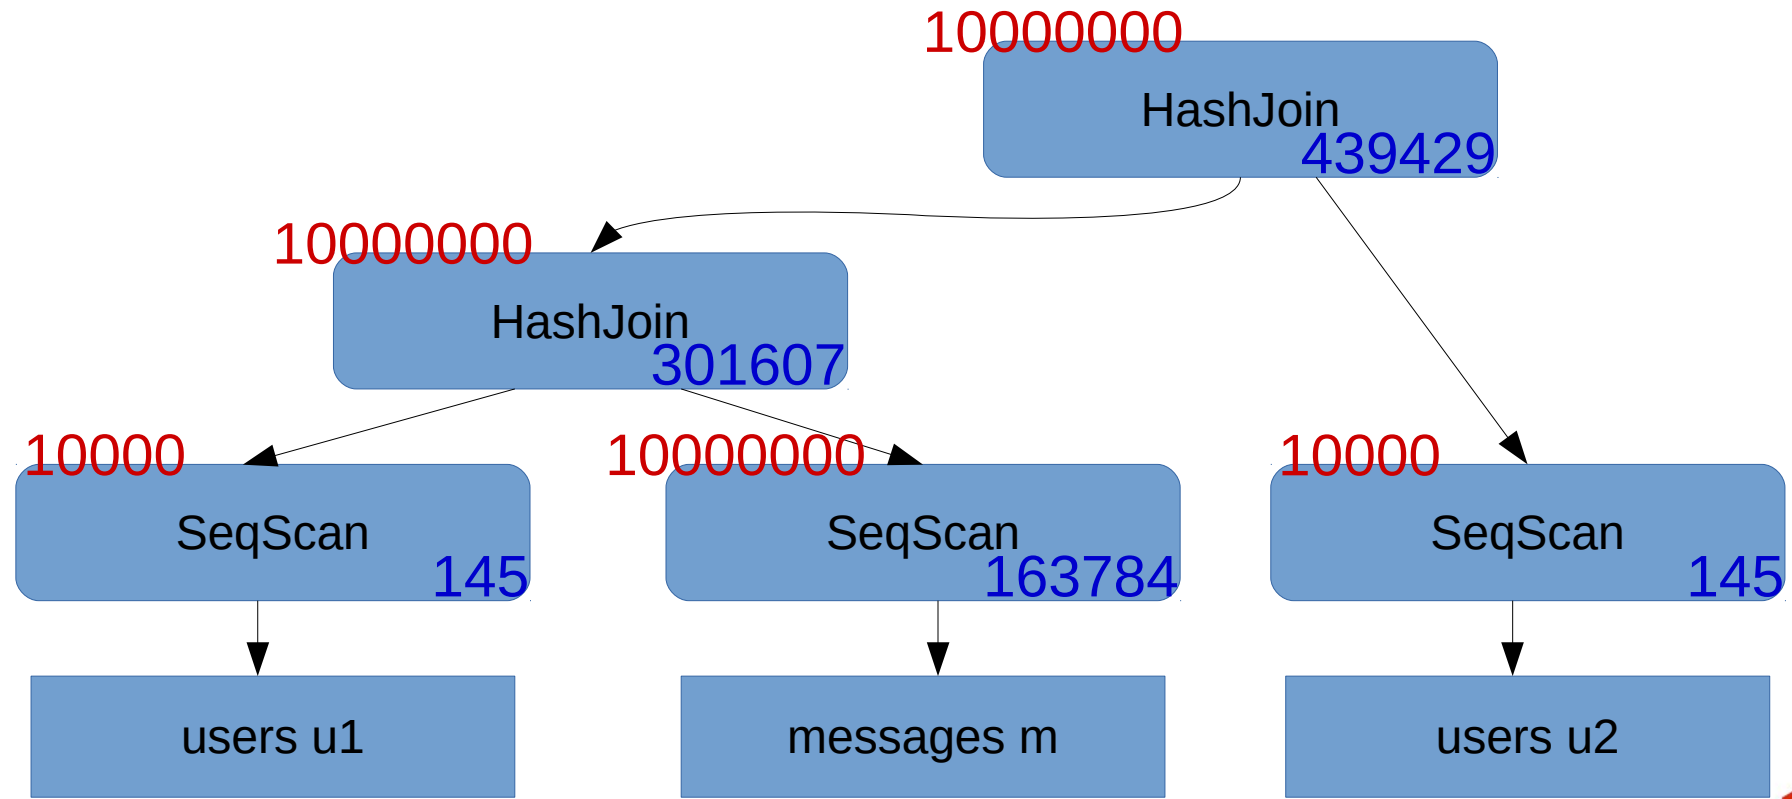 10000000
HashJoin
439429
10000000
HashJoin
301607
10000
SeqScan
145
10000000
SeqScan
163784
10000
SeqScan
145
users u1
messages m
users u2